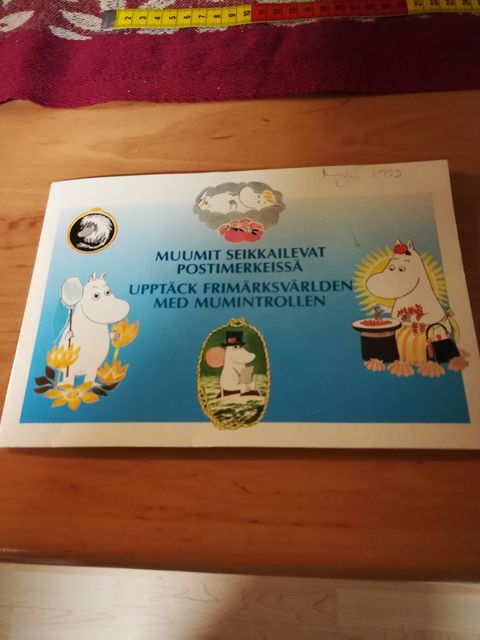 1993
MUUMIT SEIKKAILEVAT
POSTIMERKEISSÄ
UPPTÄCK FRIMÄRKSVÄRLDEN
MED MUMINTROLLEN